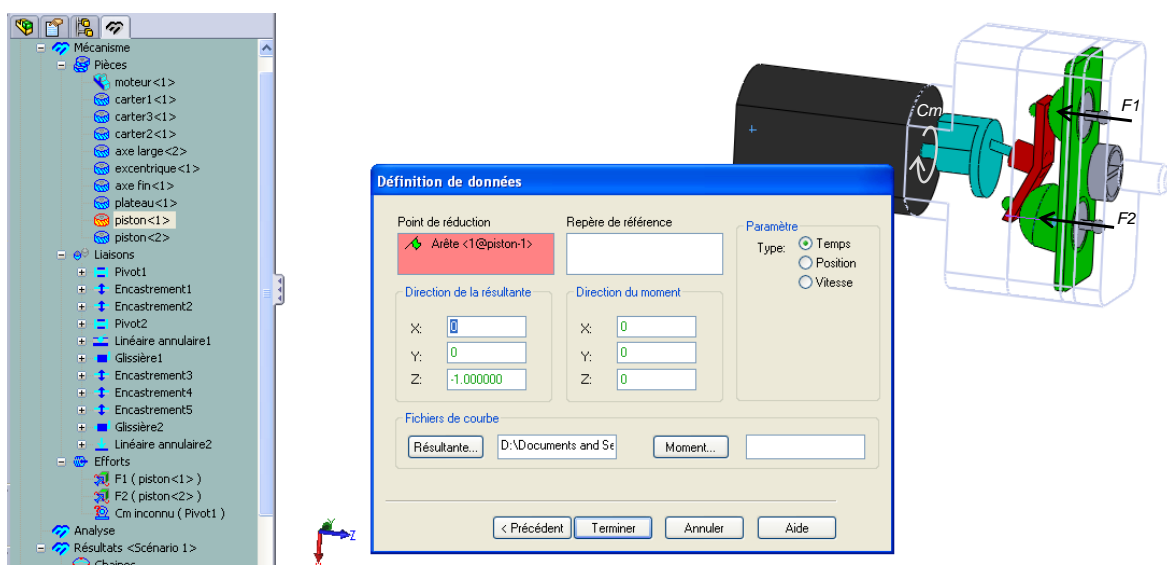 Mécanisme
Pièces
moteur<1>
carter1<1>
carter3<1>
carter2<1>
axe large<2>
excentrique<1>
axe fin<1>
plateau<1>
piston<1>
piston<2>
Liaisons
Pivot1
Encastrement1
Encastrement2
Pivot2
Linéaire annulaire1
Glissière1
Encastrement3
Encastrement4
Encastrement5
Glissière2
Linéaire annulaire2
Efforts
F1 ( piston<1> )
F2 ( piston<2> )
Cm inconnu ( Pivot1 )
Analyse
Résultats <Scénario 1>
Chaines
Cm
F1
F2
Définition de données
Point de réduction
Repère de référence
Paramètre
Arête <1@piston-1>
Type:
Temps
Position
Vitesse
Direction de la résultante
Direction du moment
X: 0
X: 0
Y: 0
Y: 0
Z: -1.000000
Z: 0
Fichiers de courbe
Résultante... D:\Documents and Se
Moment...
< Précédent
Terminer
Annuler
Aide
Z